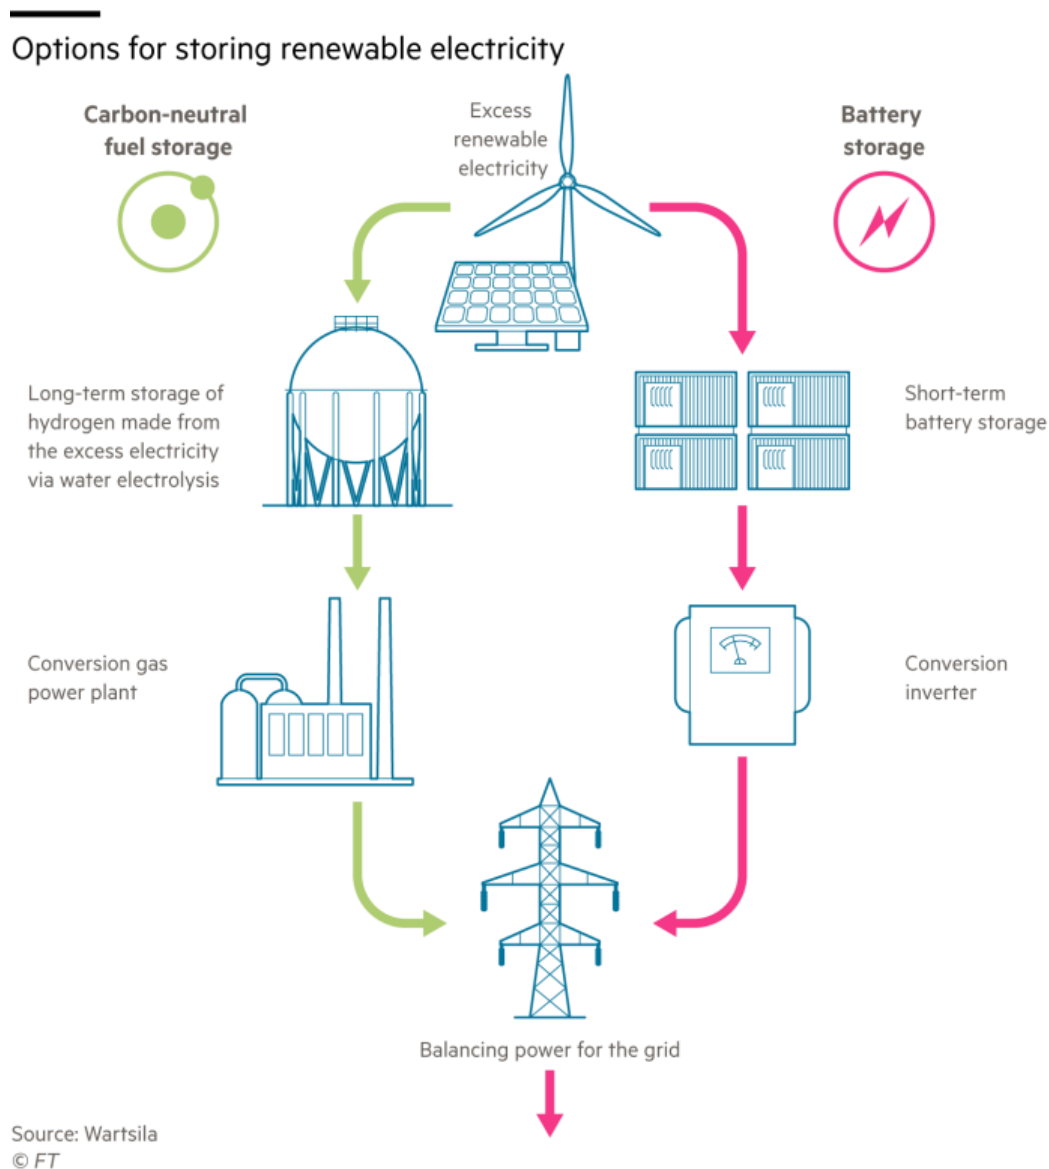 Options for storing renewable electricity
Carbon-neutral
fuel storage
Excess
renewable
electricity
Battery
storage
Long-term storage of
hydrogen made from
the excess electricity
via water electrolysis
Short-term
battery storage
Conversion gas
power plant
Conversion
inverter
Balancing power for the grid
Source: Wartsila
© FT